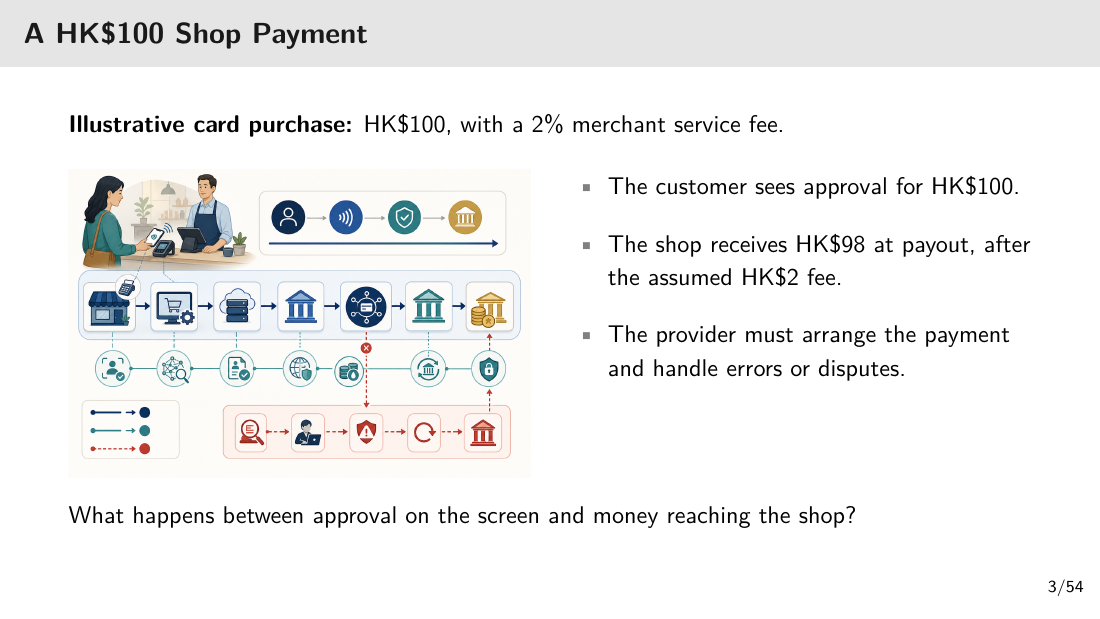 A HK$100 Shop Payment
Illustrative card purchase: HK$100, with a 2% merchant service fee.
The customer sees approval for HK$100.
The shop receives HK$98 at payout, after
the assumed HK$2 fee.
The provider must arrange the payment
and handle errors or disputes.
What happens between approval on the screen and money reaching the shop?
3/54